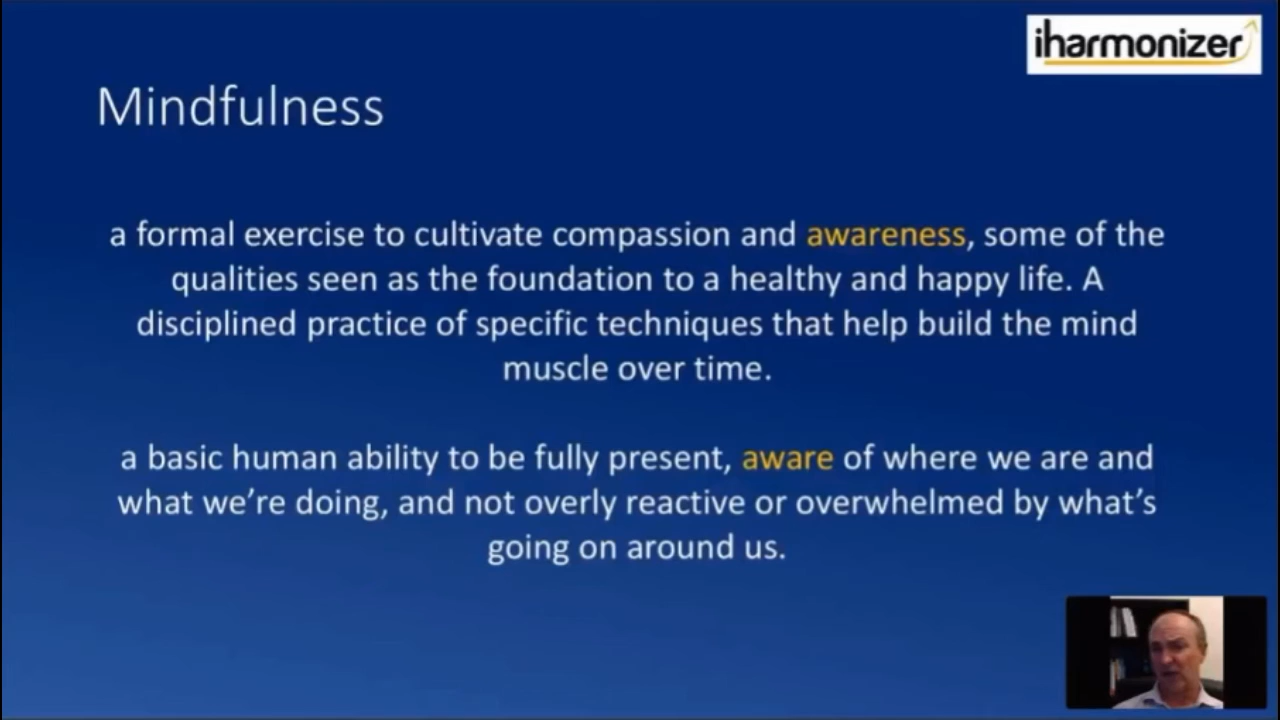 iharmonizer
Mindfulness
a formal exercise to cultivate compassion and awareness, some of the
qualities seen as the foundation to a healthy and happy life. A
disciplined practice of specific techniques that help build the mind
muscle over time.
a basic human ability to be fully present, aware of where we are and
what we’re doing, and not overly reactive or overwhelmed by what’s
going on around us.